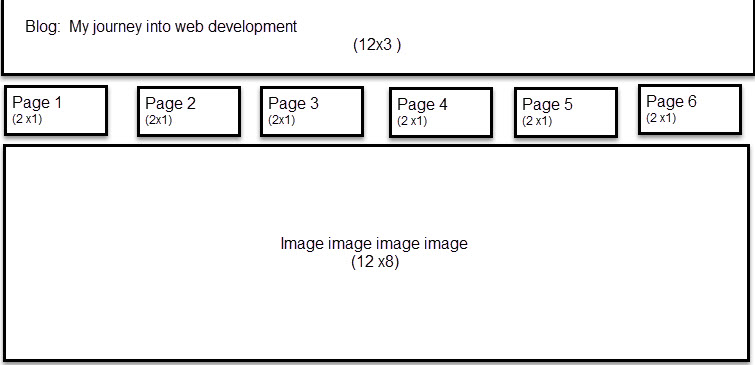 Blog:  My journey into web development
(12x3 )
Page 1
(2 x1)
Page 2
(2x1)
Page 3
(2x1)
Page 4
(2 x1)
Page 5
(2 x1)
Page 6
(2 x1)
Image image image image
(12 x8)